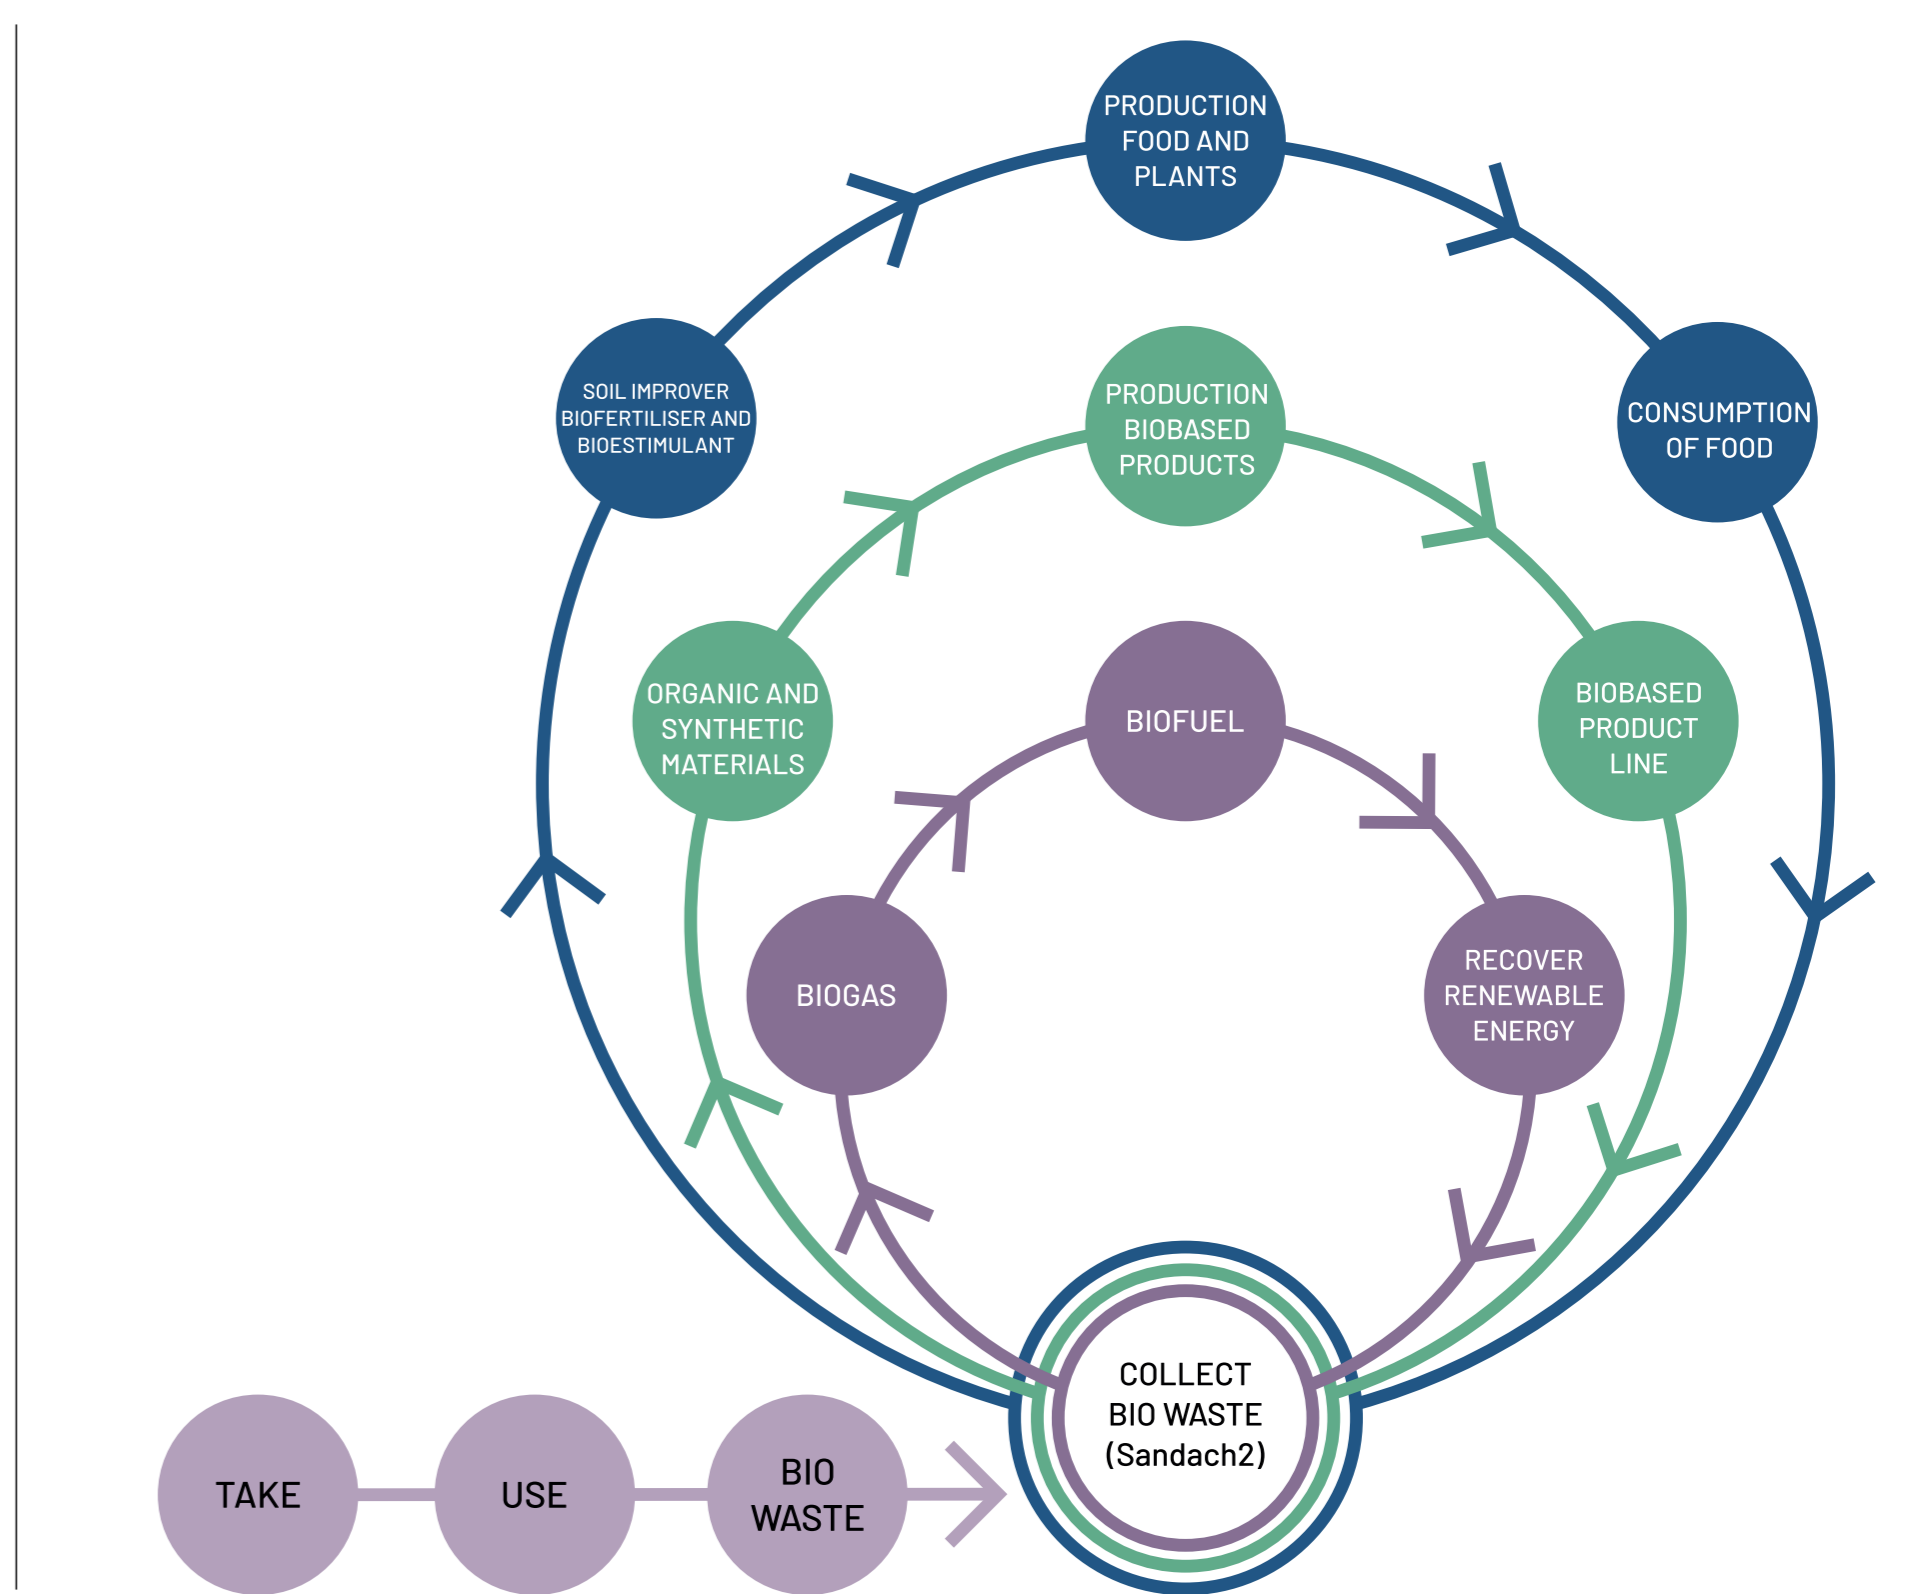 PRODUCTION
FOOD AND
PLANTS
SOIL IMPROVER
BIOFERTILISER AND
BIOESTIMULANT
CONSUMPTION
OF FOOD
PRODUCTION
BIOBASED
PRODUCTS
ORGANIC AND
SYNTHETIC
MATERIALS
BIOBASED
PRODUCT
LINE
BIOFUEL
BIOGAS
RECOVER
RENEWABLE
ENERGY
COLLECT
BIO WASTE
(Sandach2)
TAKE
USE
BIO
WASTE